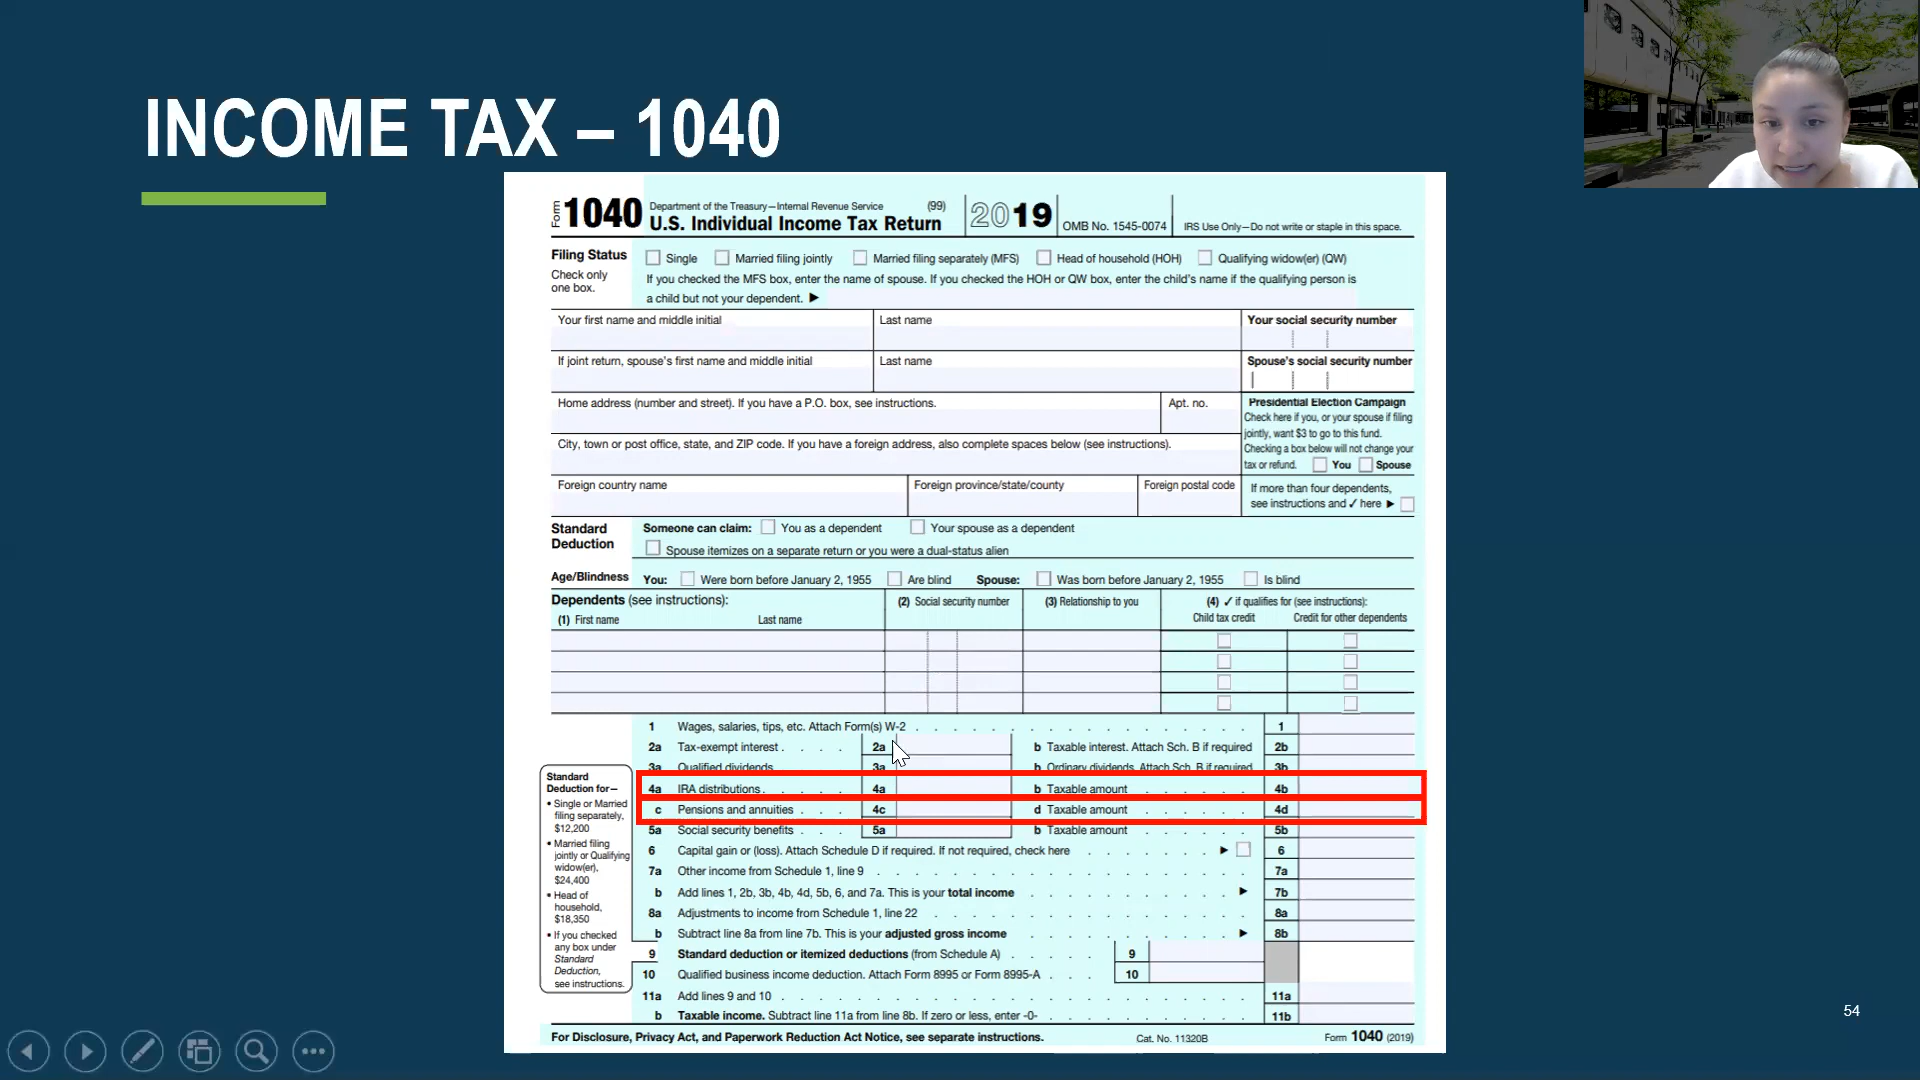 INCOME TAX – 1040
Form 1040 Department of the Treasury—Internal Revenue Service (99)
U.S. Individual Income Tax Return 2019 OMB No. 1545-0074 IRS Use Only—Do not write or staple in this space.
Filing Status Single Married filing jointly Married filing separately (MFS) Head of household (HOH) Qualifying widow(er) (QW)
Check only
one box.
If you checked the MFS box, enter the name of spouse. If you checked the HOH or QW box, enter the child's name if the qualifying person is
a child but not your dependent. ▶
Your first name and middle initial Last name Your social security number
If joint return, spouse's first name and middle initial Last name Spouse's social security number
Home address (number and street). If you have a P.O. box, see instructions. Apt. no.
Presidential Election Campaign
Check here if you, or your spouse if filing
jointly, want $3 to go to this fund.
Checking a box below will not change your
tax or refund. You Spouse
City, town or post office, state, and ZIP code. If you have a foreign address, also complete spaces below (see instructions).
Foreign country name Foreign province/state/county Foreign postal code
If more than four dependents,
see instructions and ✓ here ▶
Standard
Deduction
Someone can claim: You as a dependent Your spouse as a dependent
Spouse itemizes on a separate return or you were a dual-status alien
Age/Blindness You: Were born before January 2, 1955 Are blind Spouse: Was born before January 2, 1955 Is blind
Dependents (see instructions): (2) Social security number (3) Relationship to you (4) ✓ if qualifies for (see instructions):
(1) First name Last name Child tax credit Credit for other dependents
1 Wages, salaries, tips, etc. Attach Form(s) W-2 . . . . . . . . . . . . . . . . . 1
2a Tax-exempt interest . . . . 2a b Taxable interest. Attach Sch. B if required 2b
3a Qualified dividends 3a b Ordinary dividends. Attach Sch. B if required 3b
4a IRA distributions . . . . . 4a b Taxable amount . . . . . . 4b
c Pensions and annuities . . . 4c d Taxable amount . . . . . . 4d
5a Social security benefits . . . 5a b Taxable amount . . . . . . 5b
6 Capital gain or (loss). Attach Schedule D if required. If not required, check here . . . . . . . ▶ 6
7a Other income from Schedule 1, line 9 . . . . . . . . . . . . . . . . . . . 7a
b Add lines 1, 2b, 3b, 4b, 4d, 5b, 6, and 7a. This is your total income . . . . . . . . . . . ▶ 7b
8a Adjustments to income from Schedule 1, line 22 . . . . . . . . . . . . . . . . . 8a
b Subtract line 8a from line 7b. This is your adjusted gross income . . . . . . . . . . . ▶ 8b
9 Standard deduction or itemized deductions (from Schedule A) . . . . . 9
10 Qualified business income deduction. Attach Form 8995 or Form 8995-A . . . 10
11a Add lines 9 and 10 . . . . . . . . . . . . . . . . . . . . . . . 11a
b Taxable income. Subtract line 11a from line 8b. If zero or less, enter -0- . . . . . . . . . . . 11b
Standard
Deduction for—
• Single or Married
filing separately,
$12,200
• Married filing
jointly or Qualifying
widow(er),
$24,400
• Head of
household,
$18,350
• If you checked
any box under
Standard
Deduction,
see instructions.
For Disclosure, Privacy Act, and Paperwork Reduction Act Notice, see separate instructions. Cat. No. 11320B Form 1040 (2019)
54